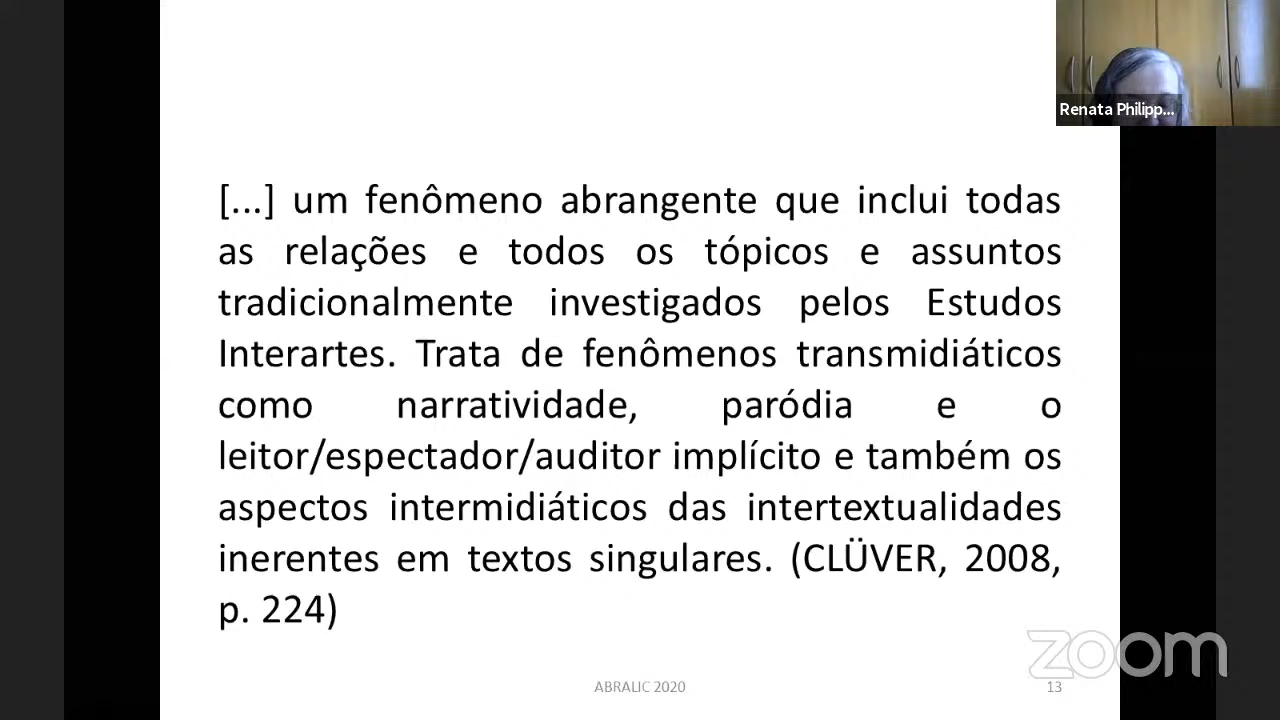 Renata Philipp...
[...] um fenômeno abrangente que inclui todas
as relações e todos os tópicos e assuntos
tradicionalmente investigados pelos Estudos
Interartes. Trata de fenômenos transmidiáticos
como narratividade, paródia e o
leitor/espectador/auditor implícito e também os
aspectos intermidiáticos das intertextualidades
inerentes em textos singulares. (CLÜVER, 2008,
p. 224)
zoom
ABRALIC 2020 13